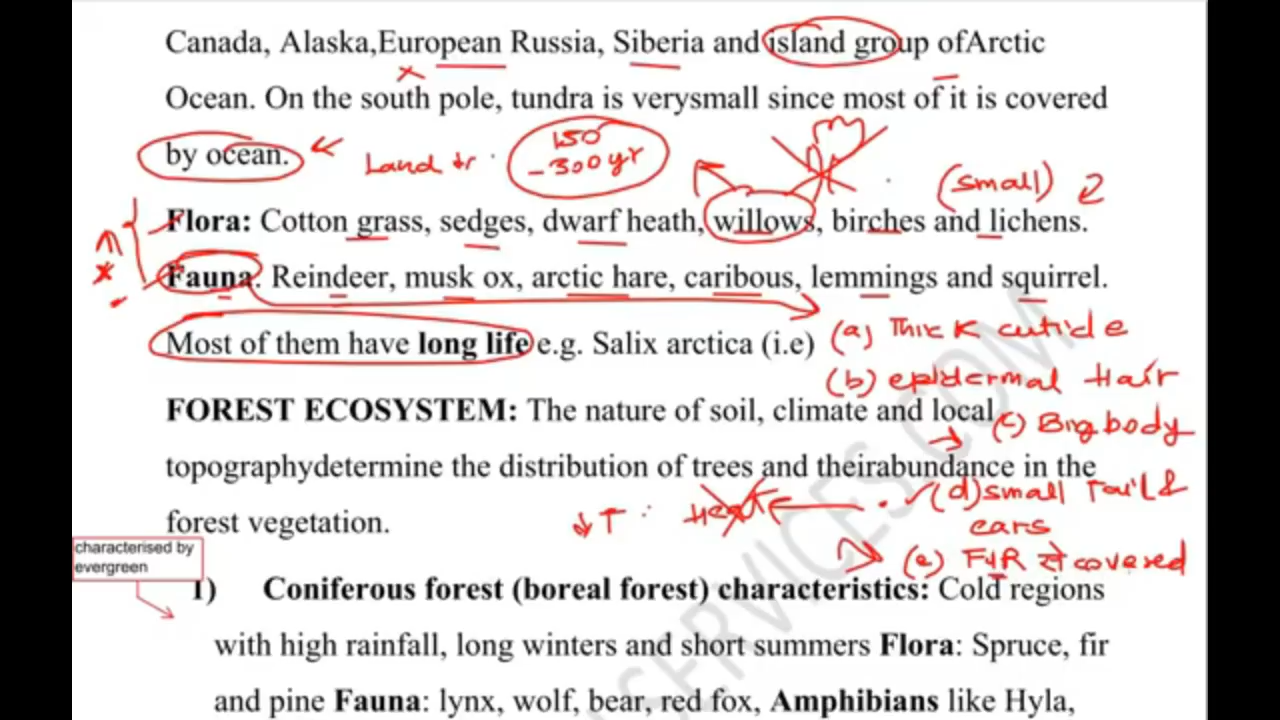 Canada, Alaska,European Russia, Siberia and island group ofArctic
Ocean. On the south pole, tundra is verysmall since most of it is covered
by ocean.
Land
150
-300yr
(small)
Flora: Cotton grass, sedges, dwarf heath, willows, birches and lichens.
Fauna. Reindeer, musk ox, arctic hare, caribous, lemmings and squirrel.
Most of them have long life e.g. Salix arctica (i.e)
(a) Thick cuticle
(b) epidermal Hair
FOREST ECOSYSTEM: The nature of soil, climate and local
(c) Big body
topographydetermine the distribution of trees and theirabundance in the
(d) small Tail &
ears
Heat
↓T
forest vegetation.
(e) FUR से covered
characterised by
evergreen
1) Coniferous forest (boreal forest) characteristics: Cold regions
with high rainfall, long winters and short summers Flora: Spruce, fir
and pine Fauna: lynx, wolf, bear, red fox, Amphibians like Hyla,
SERVICES.COM